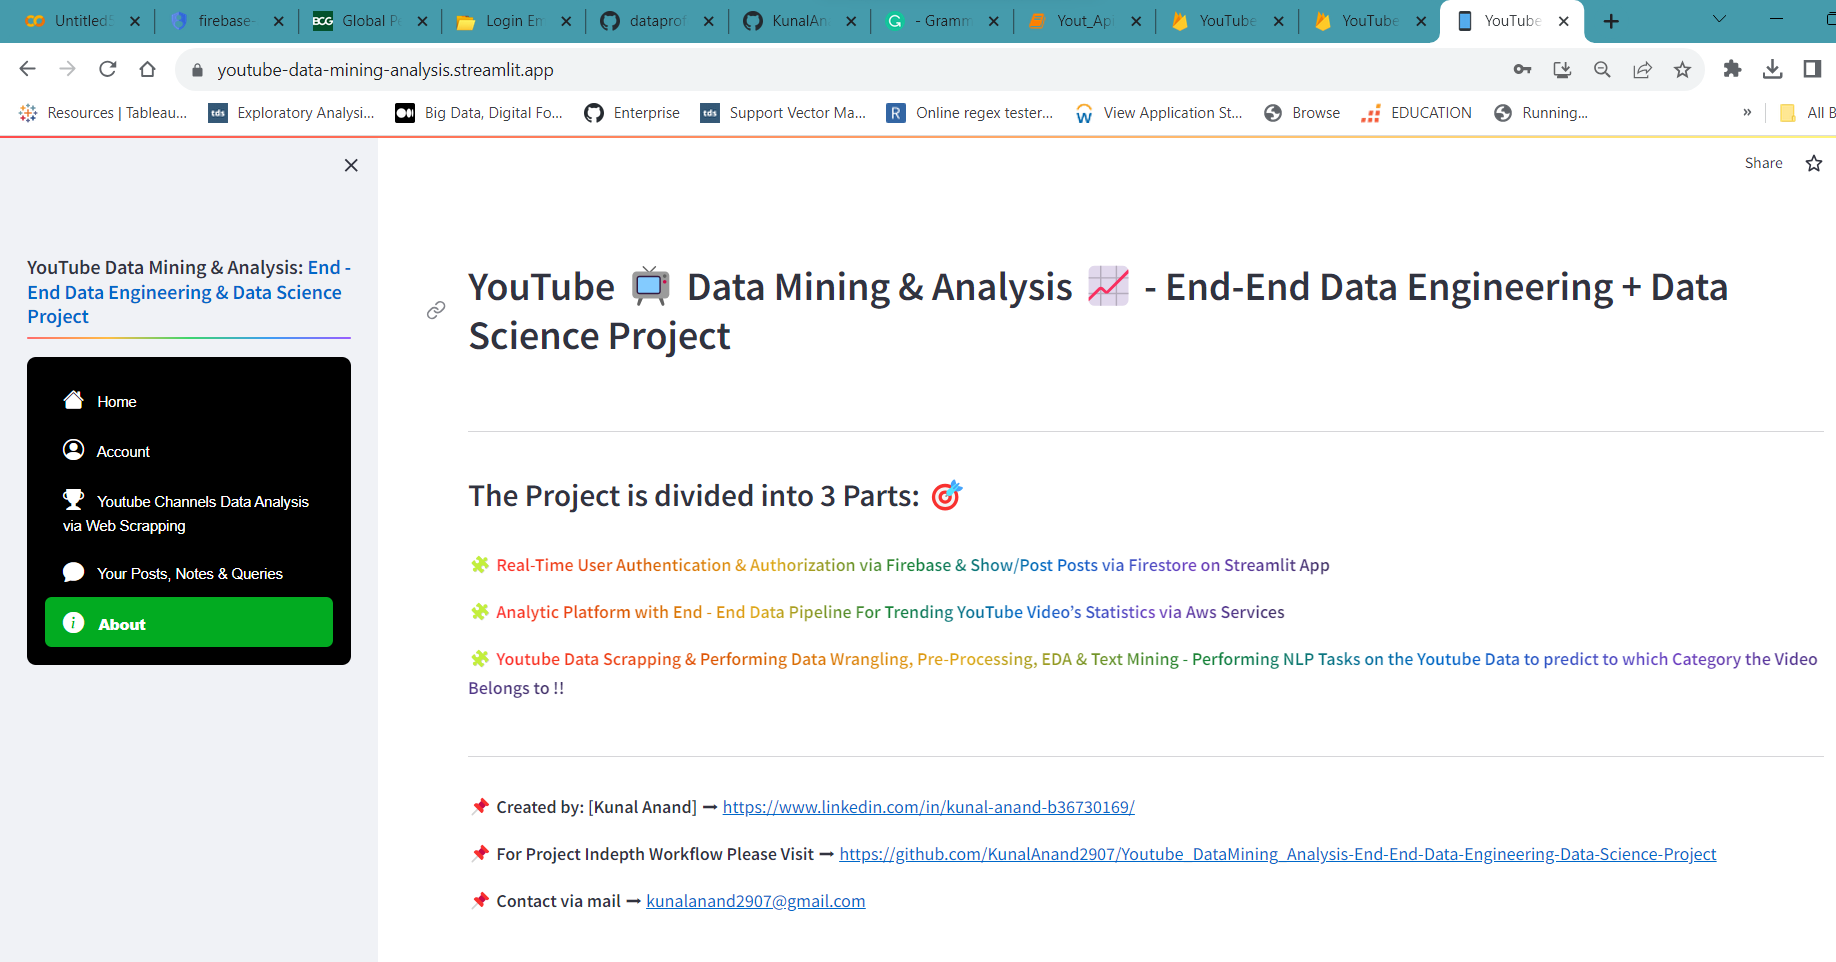 UntitledS
firebase-
BCG Global P
Login Em
dataprof
KunalAn
G - Gramm
Yout_Api
YouTube
YouTube
YouTube
youtube-data-mining-analysis.streamlit.app
Resources | Tableau...
tds Exploratory Analysi...
Big Data, Digital Fo...
Enterprise
tds Support Vector Ma...
R Online regex tester...
W View Application St...
Browse
EDUCATION
Running...
» All B
Share
YouTube Data Mining & Analysis: End -
End Data Engineering & Data Science
Project
Home
Account
Youtube Channels Data Analysis
via Web Scrapping
Your Posts, Notes & Queries
About
YouTube 📺 Data Mining & Analysis 📈 - End-End Data Engineering + Data
Science Project
The Project is divided into 3 Parts: 🎯
🧩 Real-Time User Authentication & Authorization via Firebase & Show/Post Posts via Firestore on Streamlit App
🧩 Analytic Platform with End - End Data Pipeline For Trending YouTube Video's Statistics via Aws Services
🧩 Youtube Data Scrapping & Performing Data Wrangling, Pre-Processing, EDA & Text Mining - Performing NLP Tasks on the Youtube Data to predict to which Category the Video
Belongs to !!
📌 Created by: [Kunal Anand] ➞ https://www.linkedin.com/in/kunal-anand-b36730169/
📌 For Project Indepth Workflow Please Visit ➞ https://github.com/KunalAnand2907/Youtube_DataMining_Analysis-End-End-Data-Engineering-Data-Science-Project
📌 Contact via mail ➞ kunalanand2907@gmail.com